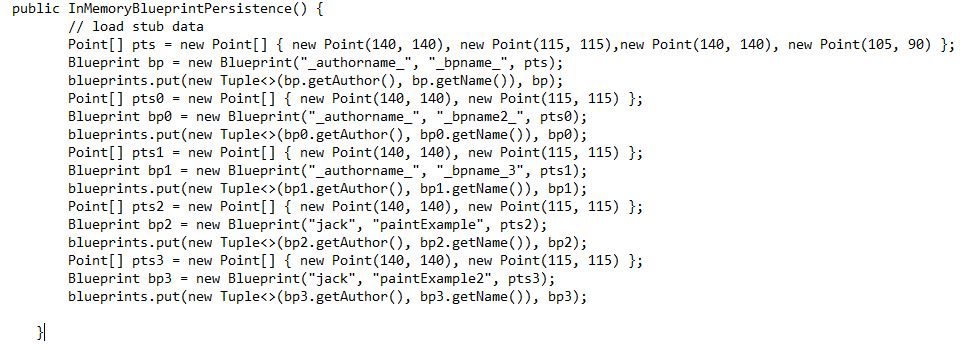 public InMemoryBlueprintPersistence() {
// load stub data
Point[] pts = new Point[] { new Point(140, 140), new Point(115, 115),new Point(140, 140), new Point(105, 90) };
Blueprint bp = new Blueprint("_authorname_", "_bpname_", pts);
blueprints.put(new Tuple<>(bp.getAuthor(), bp.getName()), bp);
Point[] pts0 = new Point[] { new Point(140, 140), new Point(115, 115) };
Blueprint bp0 = new Blueprint("_authorname_", "_bpname2_", pts0);
blueprints.put(new Tuple<>(bp0.getAuthor(), bp0.getName()), bp0);
Point[] pts1 = new Point[] { new Point(140, 140), new Point(115, 115) };
Blueprint bp1 = new Blueprint("_authorname_", "_bpname_3", pts1);
blueprints.put(new Tuple<>(bp1.getAuthor(), bp1.getName()), bp1);
Point[] pts2 = new Point[] { new Point(140, 140), new Point(115, 115) };
Blueprint bp2 = new Blueprint("jack", "paintExample", pts2);
blueprints.put(new Tuple<>(bp2.getAuthor(), bp2.getName()), bp2);
Point[] pts3 = new Point[] { new Point(140, 140), new Point(115, 115) };
Blueprint bp3 = new Blueprint("jack", "paintExample2", pts3);
blueprints.put(new Tuple<>(bp3.getAuthor(), bp3.getName()), bp3);
}